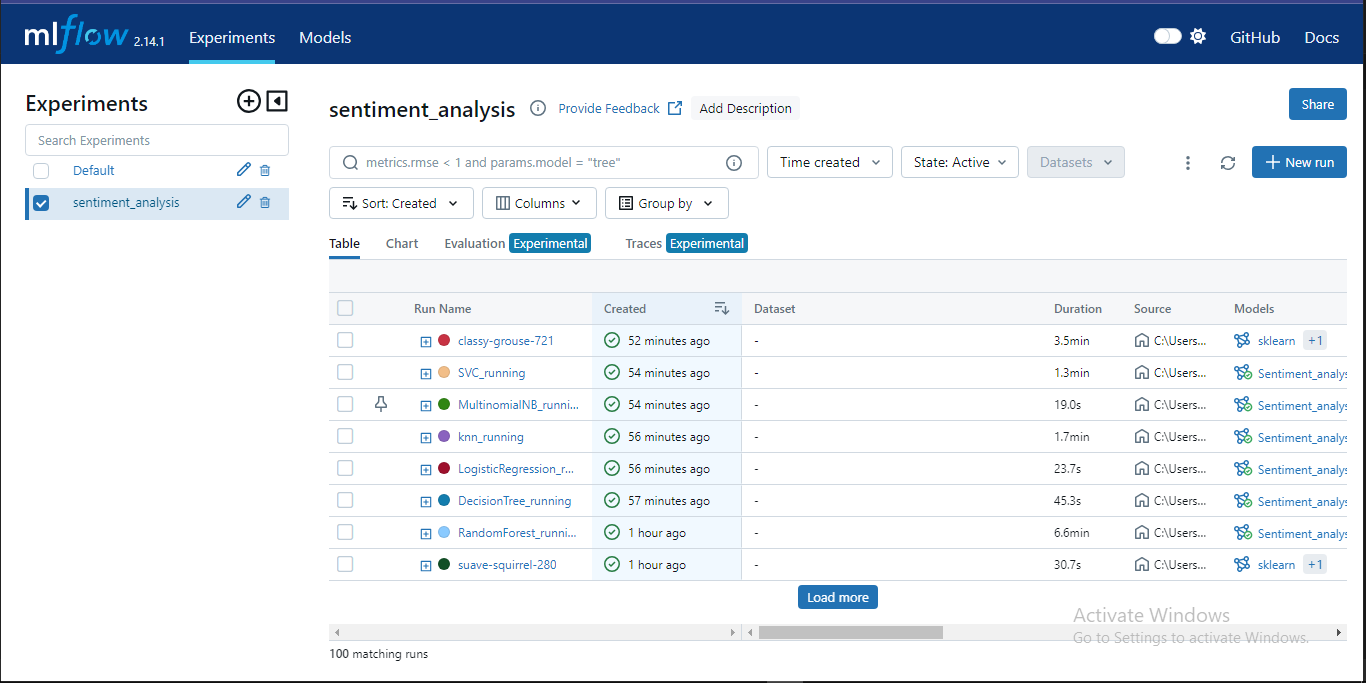 mlflow 2.14.1 Experiments Models GitHub Docs
Experiments
Search Experiments
Default
sentiment_analysis
sentiment_analysis Provide Feedback Add Description Share
metrics.rmse < 1 and params.model = "tree" Time created State: Active Datasets New run
Sort: Created Columns Group by
Table Chart Evaluation Experimental Traces Experimental
Run Name Created Dataset Duration Source Models
classy-grouse-721 52 minutes ago - 3.5min C:\Users... sklearn +1
SVC_running 54 minutes ago - 1.3min C:\Users... Sentiment_analys
MultinomialNB_runni... 54 minutes ago - 19.0s C:\Users... Sentiment_analys
knn_running 56 minutes ago - 1.7min C:\Users... Sentiment_analys
LogisticRegression_r... 56 minutes ago - 23.7s C:\Users... Sentiment_analys
DecisionTree_running 57 minutes ago - 45.3s C:\Users... Sentiment_analys
RandomForest_runni... 1 hour ago - 6.6min C:\Users... Sentiment_analys
suave-squirrel-280 1 hour ago - 30.7s C:\Users... sklearn +1
Load more
Activate Windows
Go to Settings to activate Windows.
100 matching runs